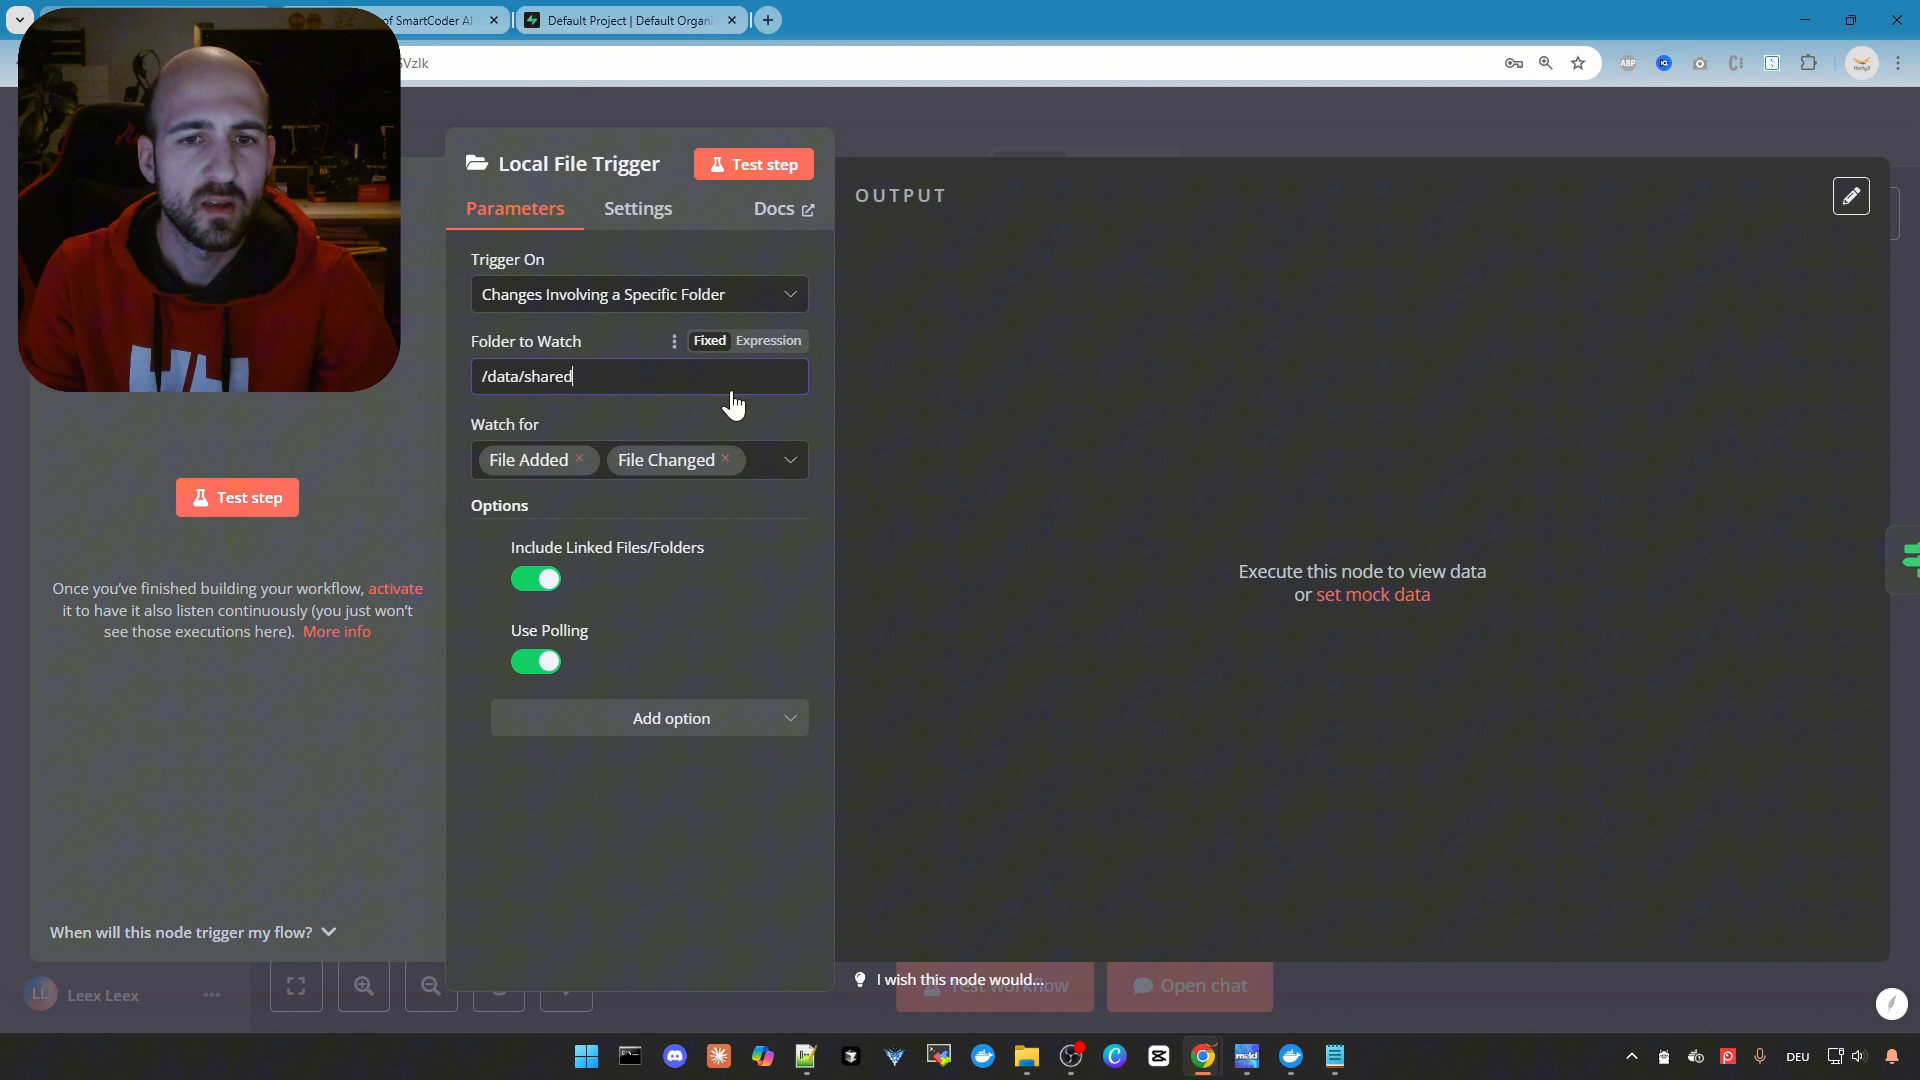 of SmartCoder AI
Default Project | Default Organi
GVzIk
ABP
Local File Trigger
Test step
Parameters
Settings
Docs
OUTPUT
Trigger On
Changes Involving a Specific Folder
Folder to Watch
Fixed
Expression
/data/shared
Watch for
File Added
File Changed
Options
Include Linked Files/Folders
Use Polling
Add option
Test step
Once you've finished building your workflow, activate
it to have it also listen continuously (you just won't
see those executions here). More info
When will this node trigger my flow?
Execute this node to view data
or set mock data
I wish this node would...
Test workflow
Open chat
LL
Leex Leex
DEU